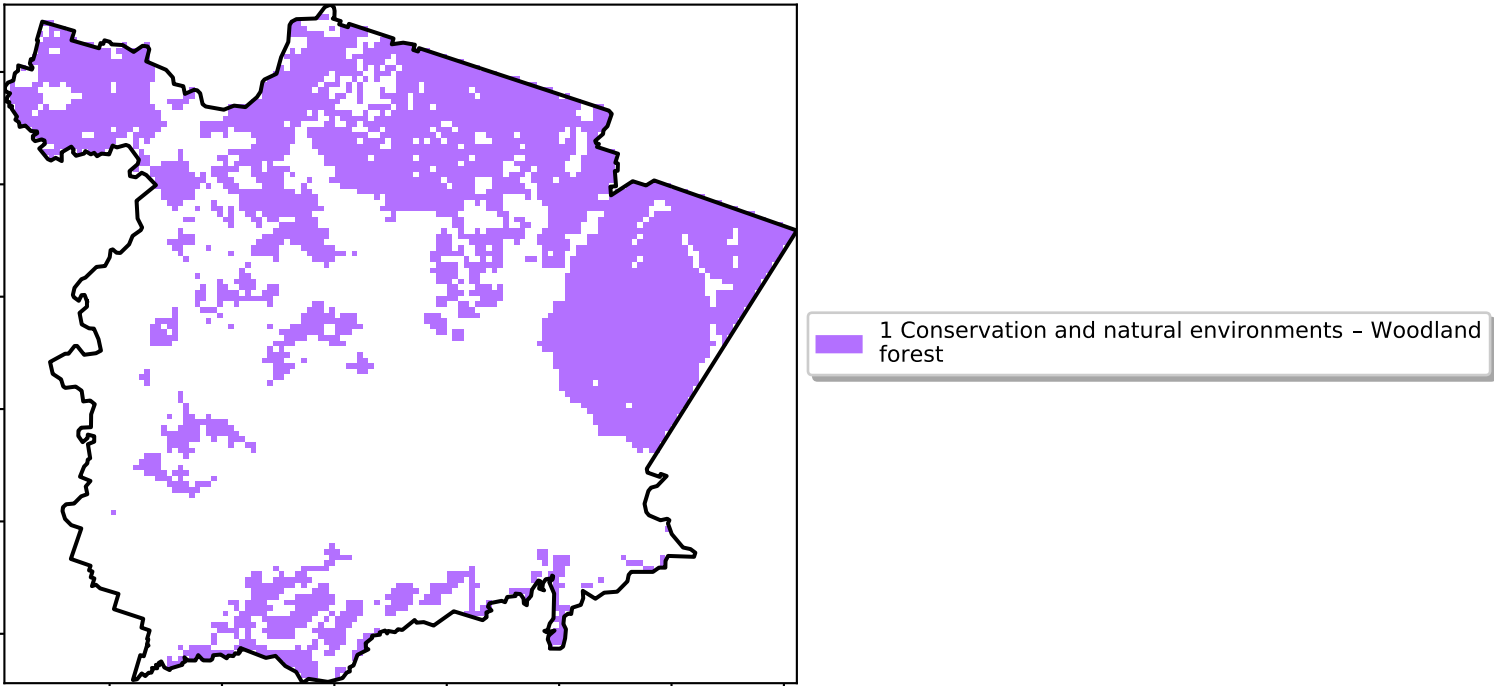 1 Conservation and natural environments – Woodland
forest